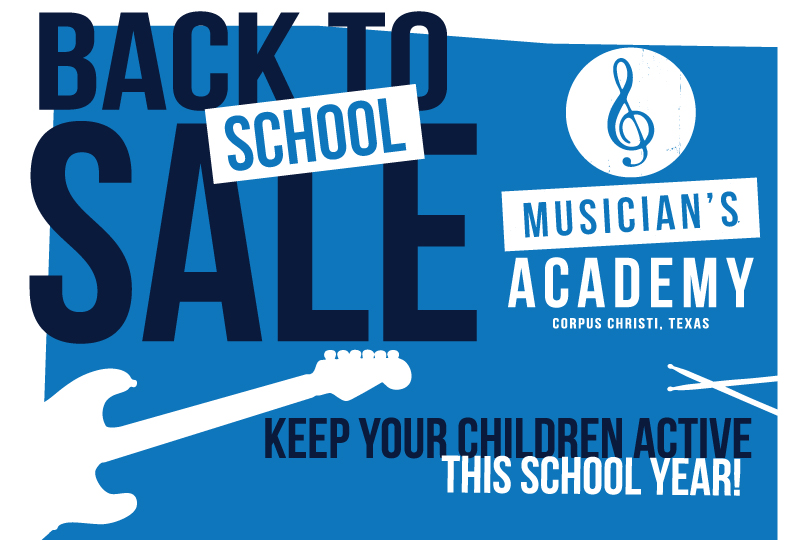 BACK TO
SCHOOL
SALE
MUSICIAN'S
ACADEMY
CORPUS CHRISTI, TEXAS
KEEP YOUR CHILDREN ACTIVE
THIS SCHOOL YEAR!